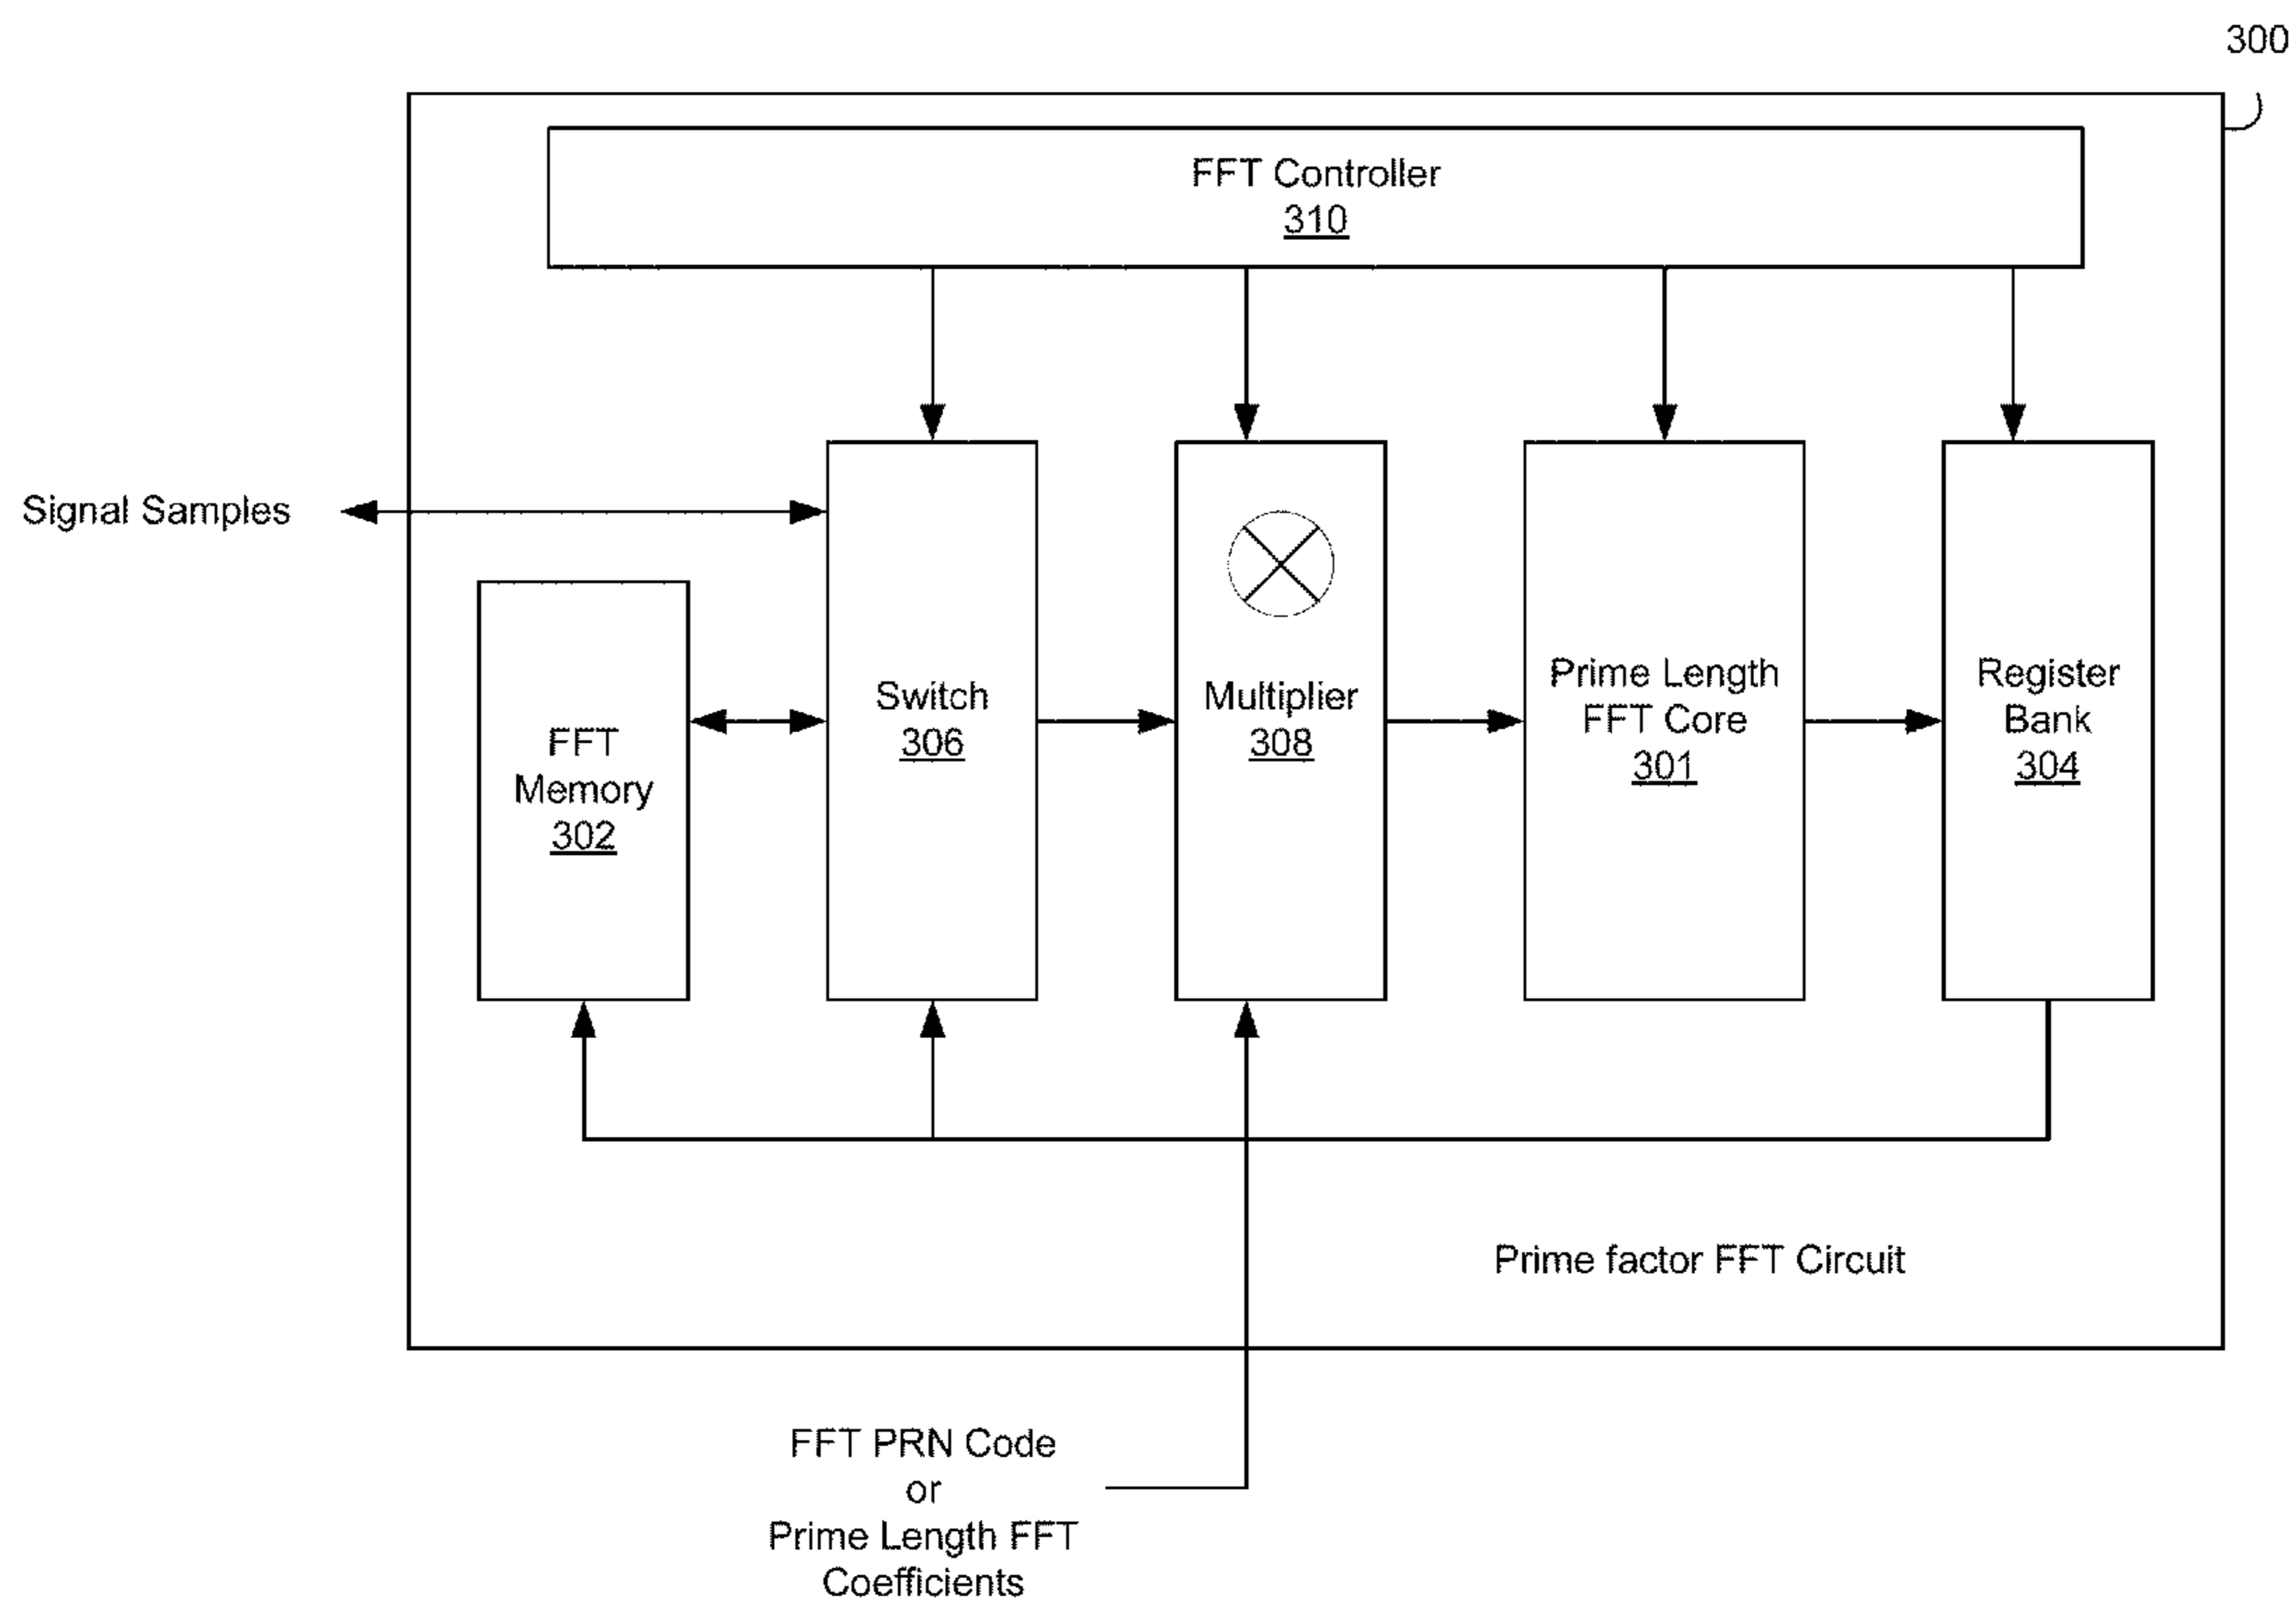 300
FFT Controller
310
Signal Samples
FFT
Memory
302
Switch
306
Multiplier
308
Prime Length
FFT Core
301
Register
Bank
304
Prime factor FFT Circuit
FFT PRN Code
or
Prime Length FFT
Coefficients